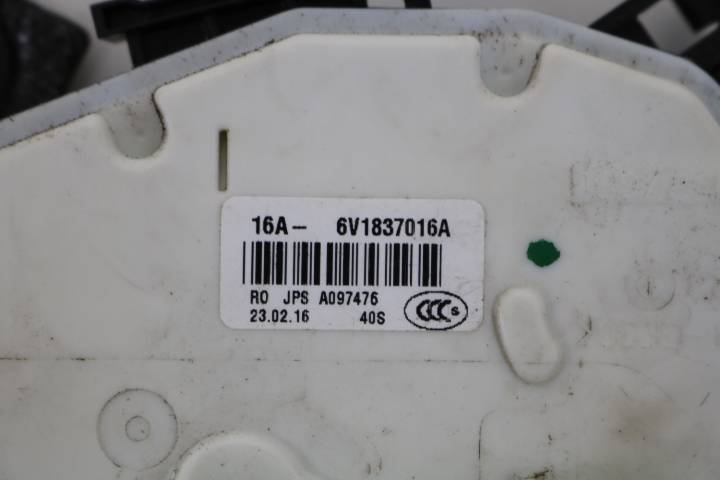 16A- 6V1837016A
RO JPS A097476
23.02.16 40S
CCC S